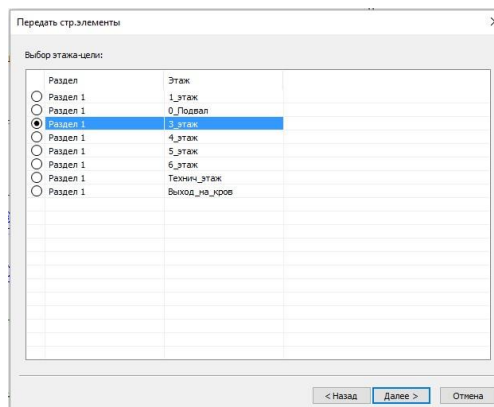 Передать стр.элементы
Выбор этажа-цели:
Раздел Этаж
Раздел 1 1_этаж
Раздел 1 0_Подвал
Раздел 1 3_этаж
Раздел 1 4_этаж
Раздел 1 5_этаж
Раздел 1 6_этаж
Раздел 1 Технич_этаж
Раздел 1 Выход_на_кров
< Назад Далее > Отмена